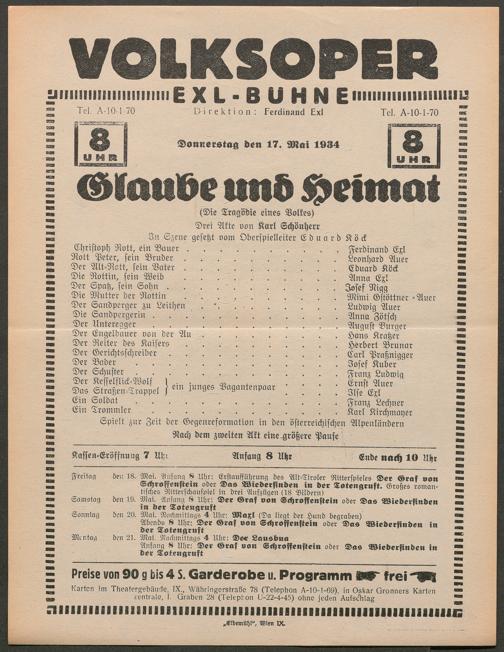 VOLKSOPER
EXL-BÜHNE
Tel. A-10-1-70 Direktion: Ferdinand Exl Tel. A-10-1-70
8 UHR Donnerstag den 17. Mai 1934 8 UHR
Glaube und Heimat
(Die Tragödie eines Volkes)
Drei Akte von Karl Schönherr
In Szene gesetzt vom Oberspielleiter Eduard Köck
Christoph Rott, ein Bauer Ferdinand Exl
Rott Peter, sein Bruder Leonhard Auer
Der Alt-Rott, sein Vater Eduard Köck
Die Rottin, sein Weib Anna Exl
Der Spatz, sein Sohn Josef Nigg
Die Mutter der Rottin Mimi Gstöttner-Auer
Der Sandperger zu Leithen Ludwig Auer
Die Sandpergerin Anna Zötsch
Der Unteregger August Burger
Der Engelbauer von der Au Hans Kratzer
Der Reiter des Kaisers Herbert Brunar
Der Gerichtsschreiber Carl Praßnigger
Der Bader Josef Kuber
Der Schuster Franz Ludwig
Der Kesselflick-Wolf Ernst Auer
Das Straßen-Trappel } ein junges Vagantenpaar Ilse Exl
Ein Soldat Franz Lechner
Ein Trommler Karl Kirchmayer
Spielt zur Zeit der Gegenreformation in den österreichischen Alpenländern
Nach dem zweiten Akt eine größere Pause
Kassen-Eröffnung 7 Uhr Anfang 8 Uhr Ende nach 10 Uhr
Freitag den 18. Mai. Anfang 8 Uhr: Erstaufführung des Alt-Tiroler Ritterspieles Der Graf von
Schroffenstein oder Das Wiederfinden in der Totengruft. Großes roman-
tisches Ritterschauspiel in drei Aufzügen (18 Bildern)
Samstag den 19. Mai. Anfang 8 Uhr: Der Graf von Schroffenstein oder Das Wiederfinden
in der Totengruft
Sonntag den 20. Mai. Nachmittags 4 Uhr: Maxl (Da liegt der Hund begraben)
Abends 8 Uhr: Der Graf von Schroffenstein oder Das Wiederfinden in
der Totengruft
Montag den 21. Mai. Nachmittags 4 Uhr: Der Lausbua
Anfang 8 Uhr: Der Graf von Schroffenstein oder Das Wiederfinden in
der Totengruft
Preise von 90 g bis 4 S. Garderobe u. Programm frei
Karten im Theatergebäude, IX., Währingerstraße 78 (Telephon A-10-1-69), in Oskar Gronners Karten
centrale, I. Graben 28 (Telephon U-22-4-45) ohne jeden Aufschlag
„Elbemühl“, Wien IX.